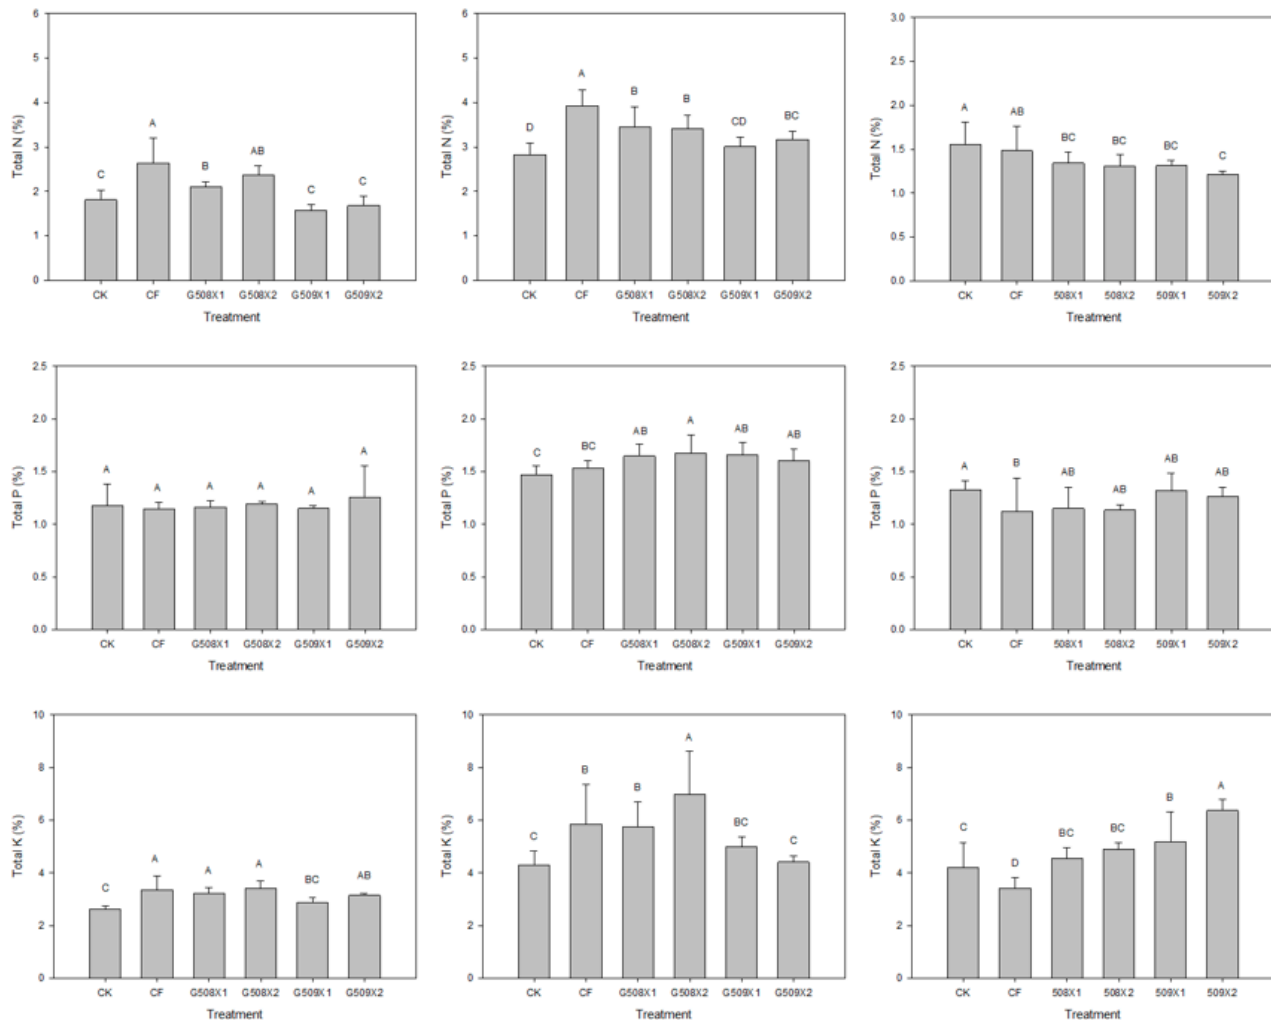 6
5
4
3
2
1
0
Total N (%)
C
A
B
AB
C
C
CK CF G508X1 G508X2 G509X1 G509X2
Treatment
6
5
4
3
2
1
0
Total N (%)
D
A
B
B
CD
BC
CK CF G508X1 G508X2 G509X1 G509X2
Treatment
3.0
2.5
2.0
1.5
1.0
0.5
0.0
Total N (%)
A
AB
BC
BC
BC
C
CK CF 508X1 508X2 509X1 509X2
Treatment
2.5
2.0
1.5
1.0
0.5
0.0
Total P (%)
A
A
A
A
A
A
CK CF G508X1 G508X2 G509X1 G509X2
Treatment
2.5
2.0
1.5
1.0
0.5
0.0
Total P (%)
C
BC
AB
A
AB
AB
CK CF G508X1 G508X2 G509X1 G509X2
Treatment
2.5
2.0
1.5
1.0
0.5
0.0
Total P (%)
A
B
AB
AB
AB
AB
CK CF 508X1 508X2 509X1 509X2
Treatment
10
8
6
4
2
0
Total K (%)
C
A
A
A
BC
AB
CK CF G508X1 G508X2 G509X1 G509X2
Treatment
10
8
6
4
2
0
Total K (%)
C
B
B
A
BC
C
CK CF G508X1 G508X2 G509X1 G509X2
Treatment
10
8
6
4
2
0
Total K (%)
C
D
BC
BC
B
A
CK CF 508X1 508X2 509X1 509X2
Treatment